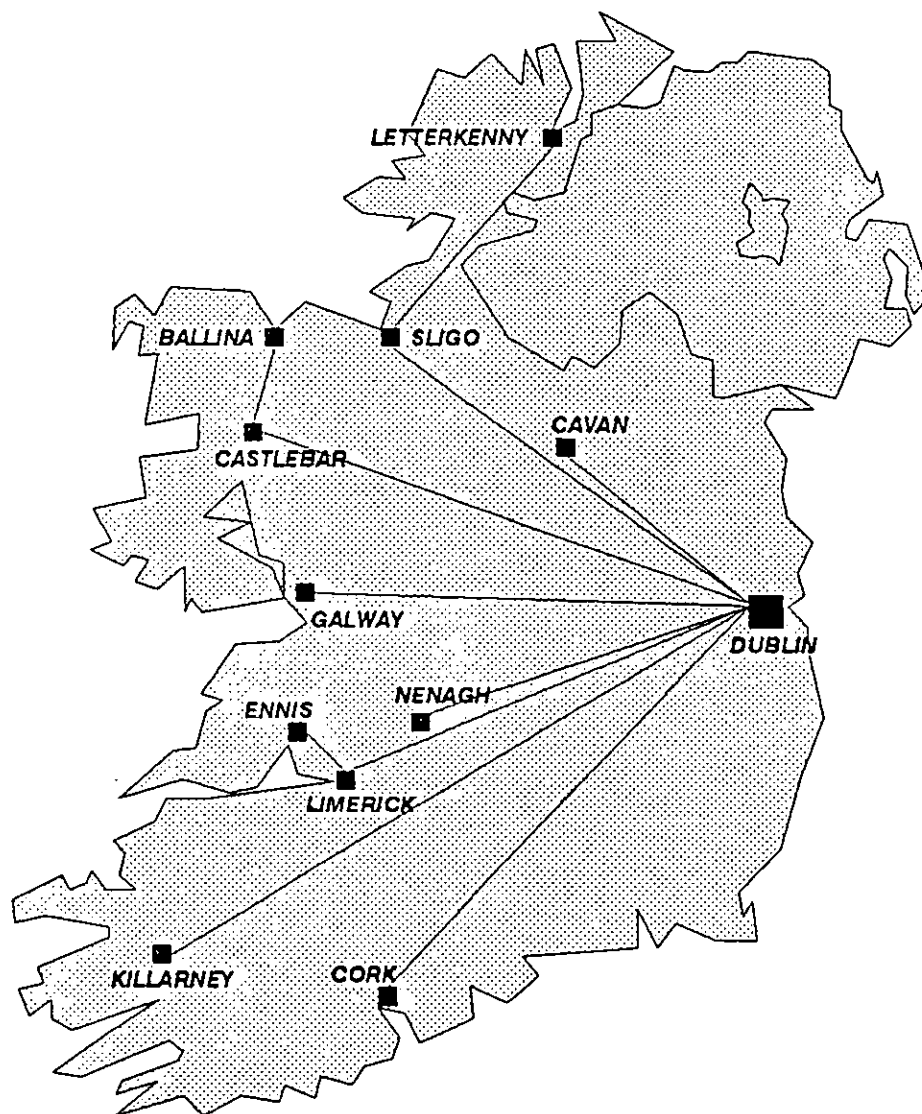 LETTERKENNY
BALLINA
SLIGO
CAVAN
CASTLEBAR
GALWAY
DUBLIN
NENAGH
ENNIS
LIMERICK
KILLARNEY
CORK